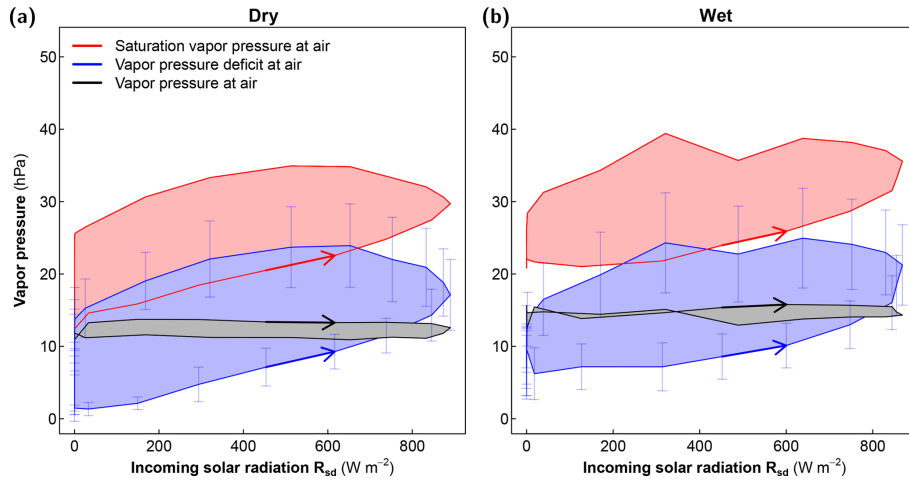 (a)
Dry
Saturation vapor pressure at air
Vapor pressure deficit at air
Vapor pressure at air
50
40
30
20
10
0
Vapor pressure (hPa)
0 200 400 600 800
Incoming solar radiation Rsd (W m−2)
(b)
Wet
50
40
30
20
10
0
0 200 400 600 800
Incoming solar radiation Rsd (W m−2)